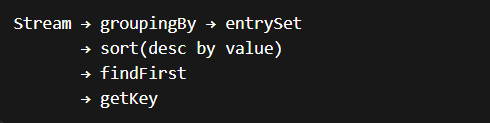 Stream → groupingBy → entrySet
→ sort(desc by value)
→ findFirst
→ getKey